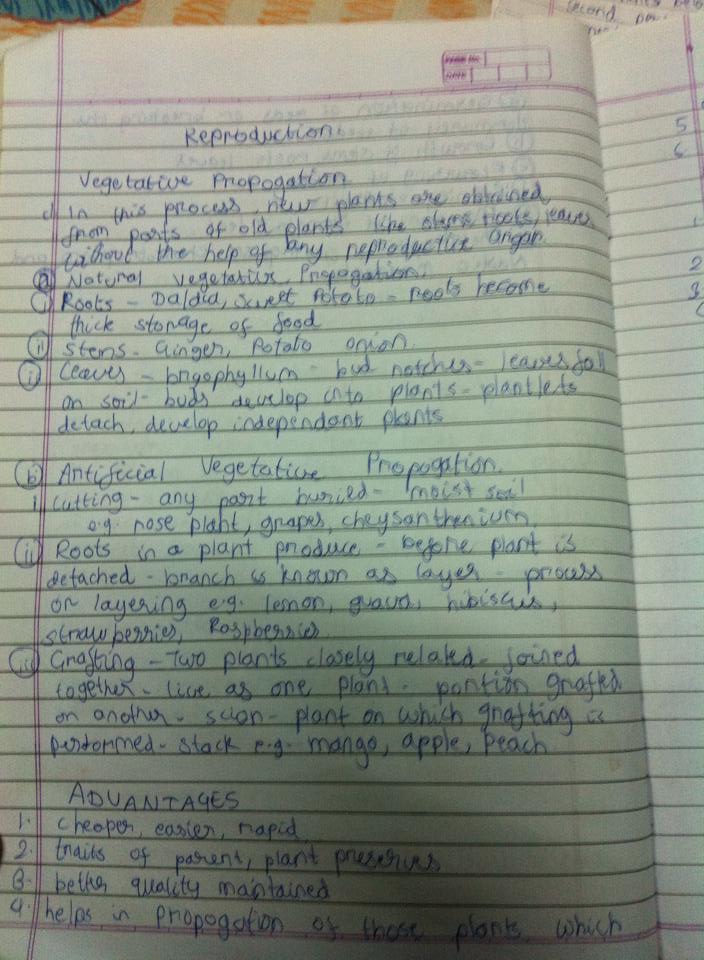 Reproduction
Vegetative Propogation
In this process new plants are obtained
from parts of old plants like stems, roots, leaves
without the help of any reproductive organ
(a) Natural vegetative Propogation
(i) Roots - Daldia, sweet Potato - roots become
thick storage of food
(ii) Stems - Ginger, Potato onion.
(i) Leaves - bryophyllum - bud notches - leaves fall
on soil - buds develop into plants - plantlets
detach, develop independant plants
(b) Artificial Vegetative Propogation.
i Cutting - any part buried - moist soil
e.g. rose plant, grapes, cheysanthenium
(ii) Roots in a plant produce - before plant is
detached - branch is known as layer - process
or layering e.g. lemon, guava, hibiscus,
strawberries, Raspberries
(iii) Grafting - Two plants closely related - joined
together - live as one plant - portion grafted
on another - scion - plant on which grafting is
performed - stack e.g. mango, apple, Peach
ADVANTAGES
1. cheaper, easier, rapid
2. traits of parent, plant preserves
3. better quality maintained
4. helps in propogation of those plants which
second
5
6
2
3